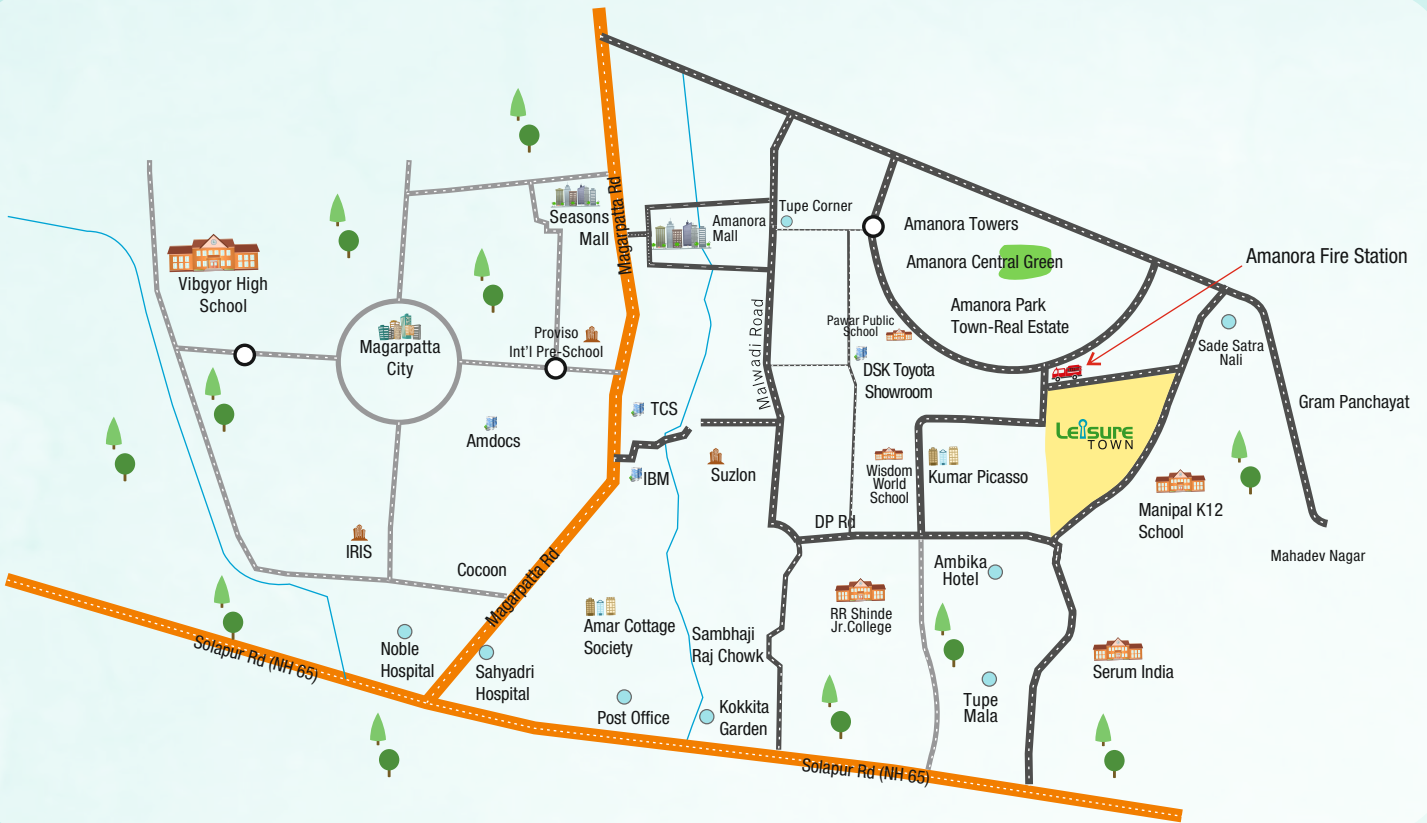 Magarpatta Rd
Seasons
Mall
Amanora
Mall
Tupe Corner
Amanora Towers
Amanora Central Green
Amanora Park
Town-Real Estate
Amanora Fire Station
Vibgyor High
School
Magarpatta
City
Proviso
Int'l Pre-School
Malwadi Road
Pawar Public
School
DSK Toyota
Showroom
Sade Satra
Nali
Gram Panchayat
TCS
Amdocs
IBM
Suzlon
Wisdom
World
School
Kumar Picasso
Leisure
TOWN
Manipal K12
School
Mahadev Nagar
IRIS
Cocoon
Magarpatta Rd
DP Rd
Ambika
Hotel
RR Shinde
Jr.College
Amar Cottage
Society
Sambhaji
Raj Chowk
Noble
Hospital
Sahyadri
Hospital
Serum India
Tupe
Mala
Post Office
Kokkita
Garden
Solapur Rd (NH 65)
Solapur Rd (NH 65)